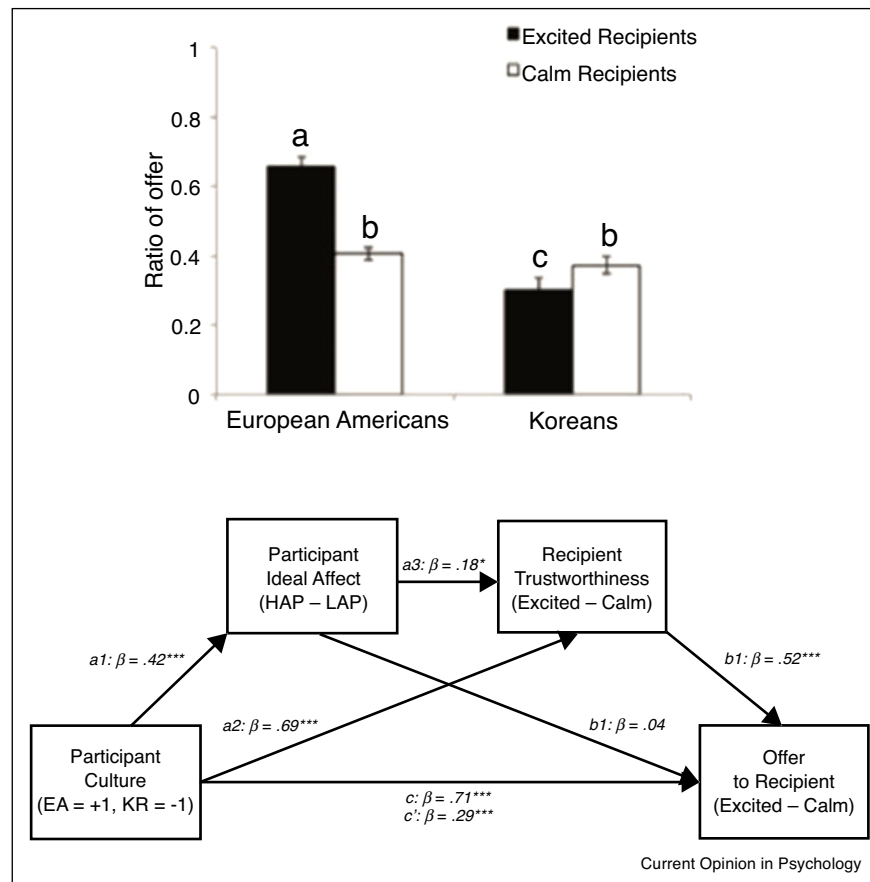 Excited Recipients
Calm Recipients
1
0.8
0.6
0.4
0.2
0
Ratio of offer
a
b
c
b
European Americans
Koreans
Participant
Ideal Affect
(HAP – LAP)
a3: β = .18*
Recipient
Trustworthiness
(Excited – Calm)
a1: β = .42***
b1: β = .52***
a2: β = .69***
b1: β = .04
Participant
Culture
(EA = +1, KR = -1)
c: β = .71***
c’: β = .29***
Offer
to Recipient
(Excited – Calm)
Current Opinion in Psychology